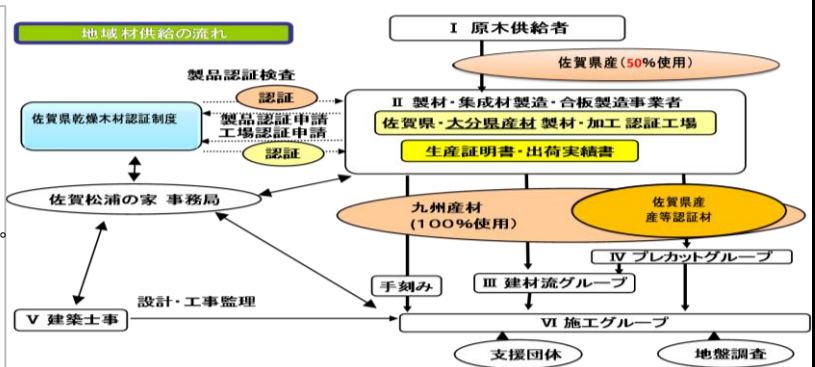 地域材供給の流れ
Ⅰ 原木供給者
佐賀県産(50%使用)
製品認証検査
認証
Ⅱ 製材・集成材製造・合板製造事業者
佐賀県乾燥木材認証制度
製品認証申請
工場認証申請
佐賀県・大分県産材 製材・加工 認証工場
認証
生産証明書・出荷実績書
佐賀松浦の家 事務局
九州産材
(100%使用)
佐賀県産
産等認証材
Ⅳ プレカットグループ
手刻み
Ⅲ 建材流グループ
設計・工事監理
Ⅴ 建築士事
Ⅵ 施工グループ
支援団体
地盤調査